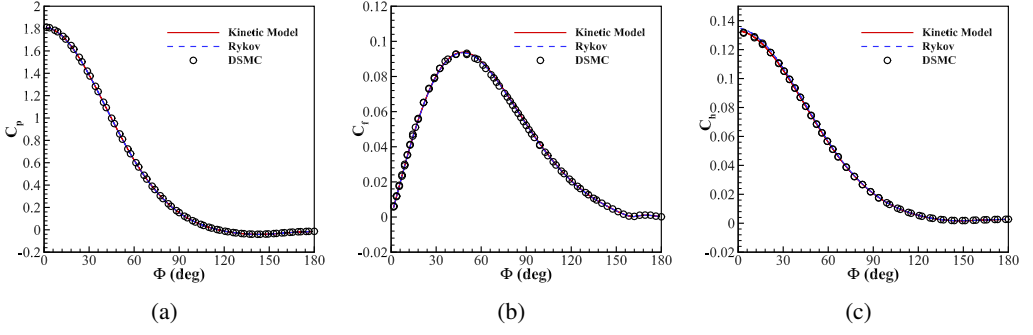 2
1.8
1.6
1.4
1.2
1
0.8
0.6
0.4
0.2
0
-0.2
0 30 60 90 120 150 180
C_p
Φ (deg)
Kinetic Model
Rykov
DSMC
(a)
0.12
0.1
0.08
0.06
0.04
0.02
0
-0.02
0 30 60 90 120 150 180
C_f
Φ (deg)
Kinetic Model
Rykov
DSMC
(b)
0.16
0.14
0.12
0.1
0.08
0.06
0.04
0.02
0
-0.02
0 30 60 90 120 150 180
C_h
Φ (deg)
Kinetic Model
Rykov
DSMC
(c)